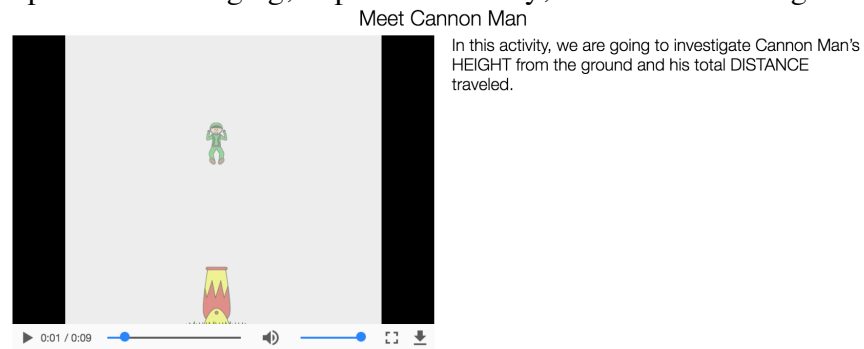 Meet Cannon Man
In this activity, we are going to investigate Cannon Man's
HEIGHT from the ground and his total DISTANCE
traveled.
0:01 / 0:09